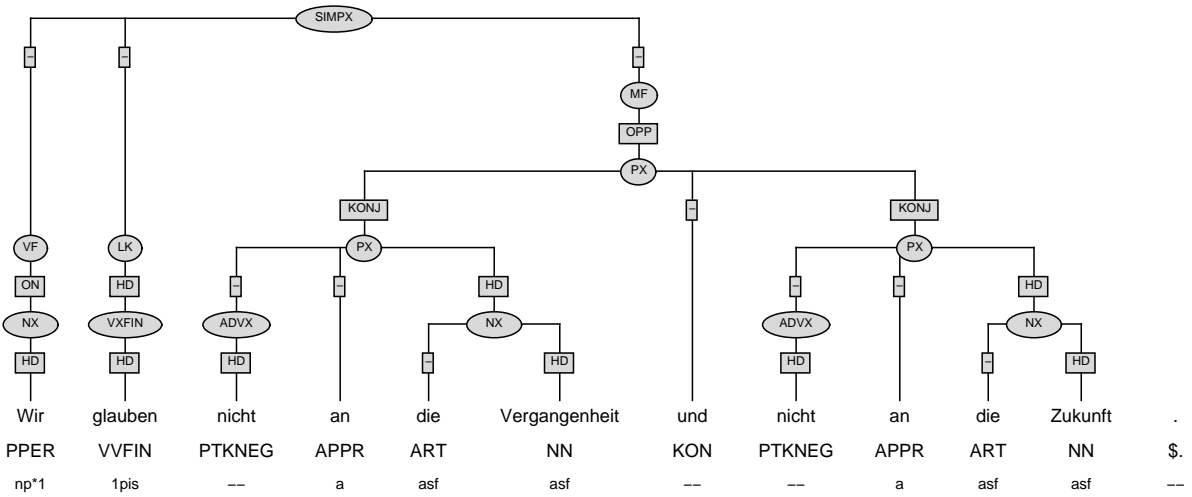 SIMPX
– – –
MF
OPP
PX
KONJ – KONJ
VF LK PX PX
ON HD – – HD – – HD
NX VXFIN ADVX NX ADVX NX
HD HD HD – HD HD – HD
Wir glauben nicht an die Vergangenheit und nicht an die Zukunft .
PPER VVFIN PTKNEG APPR ART NN KON PTKNEG APPR ART NN $.
np*1 1pis –– a asf asf –– –– a asf asf ––